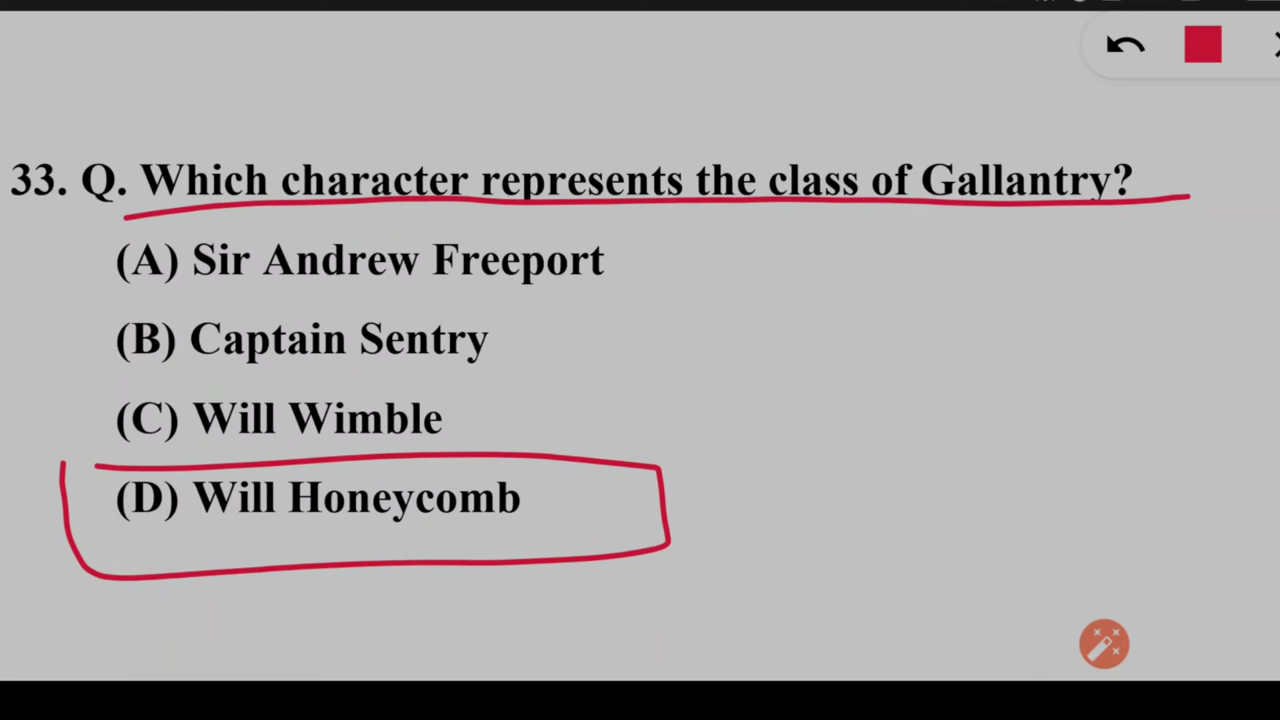 33. Q. Which character represents the class of Gallantry?
(A) Sir Andrew Freeport
(B) Captain Sentry
(C) Will Wimble
(D) Will Honeycomb